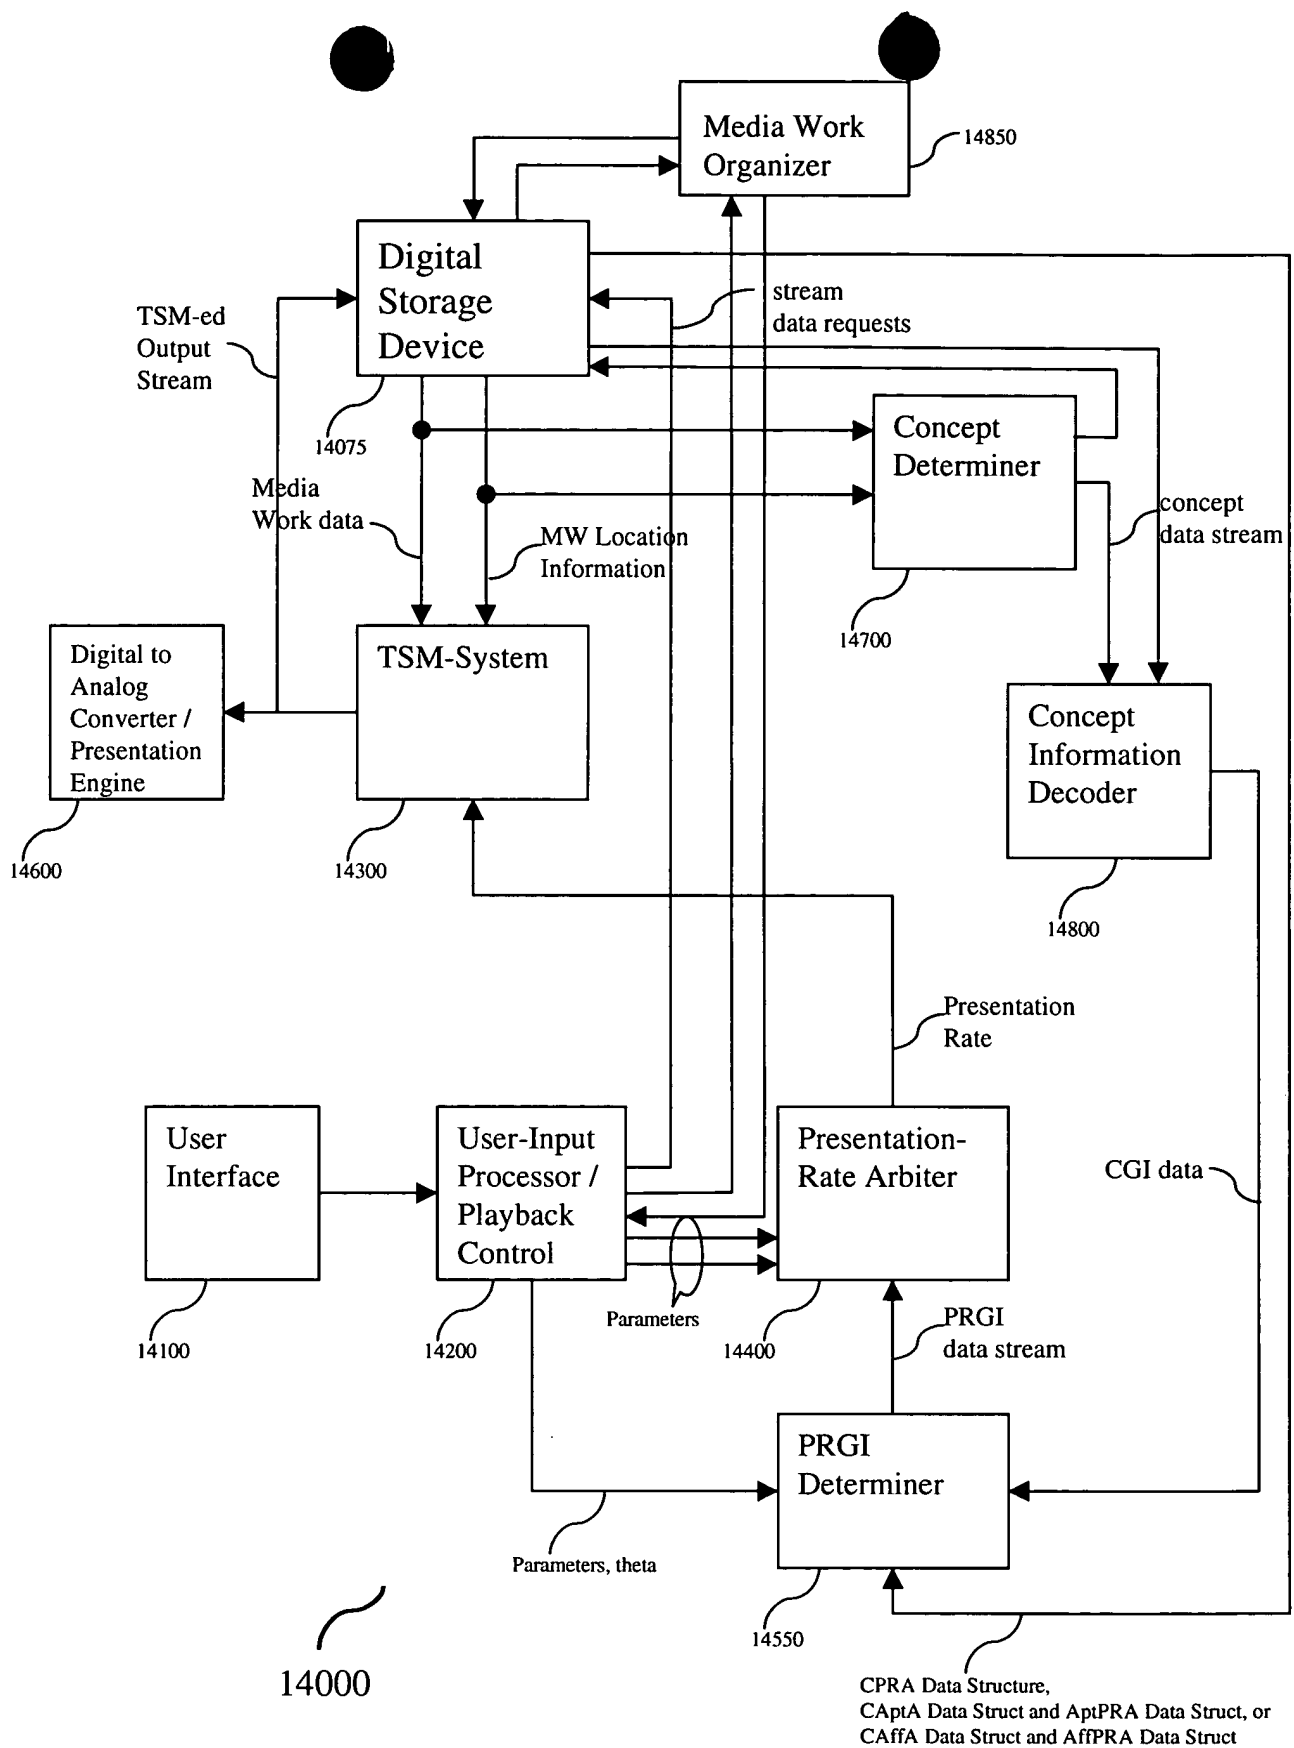 Media Work
Organizer
14850
Digital
Storage
Device
14075
stream
data requests
TSM-ed
Output
Stream
Concept
Determiner
14700
Media
Work data
MW Location
Information
concept
data stream
Digital to
Analog
Converter /
Presentation
Engine
14600
TSM-System
14300
Concept
Information
Decoder
14800
Presentation
Rate
User
Interface
14100
User-Input
Processor /
Playback
Control
14200
Parameters
Presentation-
Rate Arbiter
14400
CGI data
PRGI
data stream
PRGI
Determiner
14550
Parameters, theta
14000
CPRA Data Structure,
CAptA Data Struct and AptPRA Data Struct, or
CAffA Data Struct and AffPRA Data Struct